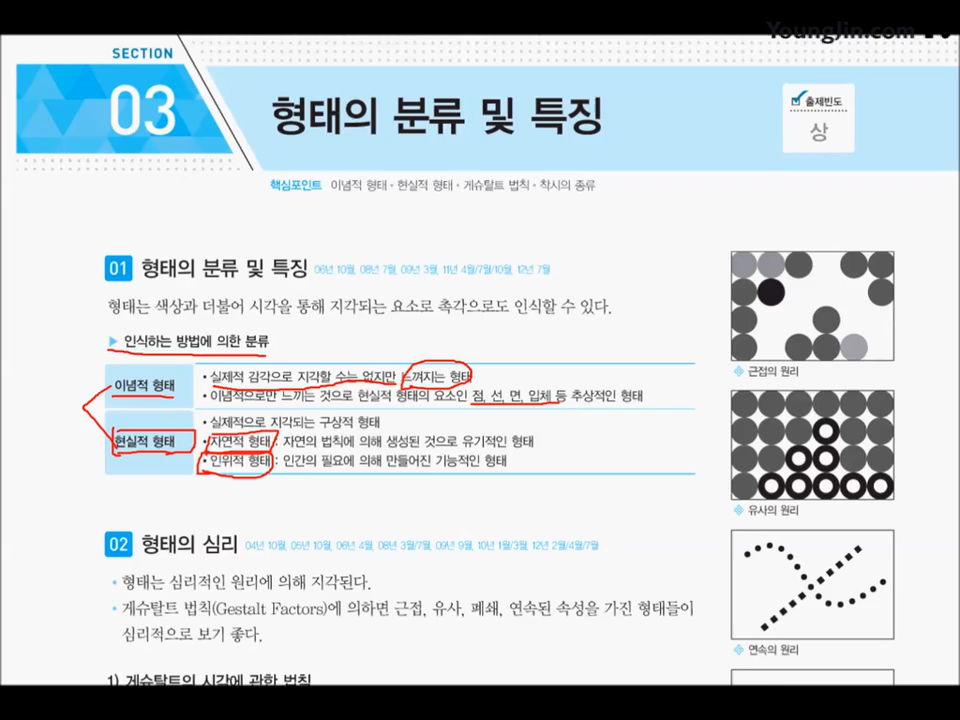 YoungJin.com
SECTION
03
형태의 분류 및 특징
출제빈도
상
핵심포인트 이념적 형태 • 현실적 형태 • 게슈탈트 법칙 • 착시의 종류
01 형태의 분류 및 특징 06년 10월, 08년 7월, 09년 3월, 11년 4월/7월/10월, 12년 7월
형태는 색상과 더불어 시각을 통해 지각되는 요소로 촉각으로도 인식할 수 있다.
▶ 인식하는 방법에 의한 분류
이념적 형태
• 실제적 감각으로 지각할 수는 없지만 느껴지는 형태
• 이념적으로만 느끼는 것으로 현실적 형태의 요소인 점, 선, 면, 입체 등 추상적인 형태
현실적 형태
• 실제적으로 지각되는 구상적 형태
• 자연적 형태 : 자연의 법칙에 의해 생성된 것으로 유기적인 형태
• 인위적 형태 : 인간의 필요에 의해 만들어진 기능적인 형태
근접의 원리
유사의 원리
02 형태의 심리 04년 10월, 05년 10월, 06년 4월, 08년 3월/7월, 09년 9월, 10년 1월/3월, 12년 2월/4월/7월
• 형태는 심리적인 원리에 의해 지각된다.
• 게슈탈트 법칙(Gestalt Factors)에 의하면 근접, 유사, 폐쇄, 연속된 속성을 가진 형태들이
심리적으로 보기 좋다.
연속의 원리
1) 게슈탈트의 시각에 관한 법칙